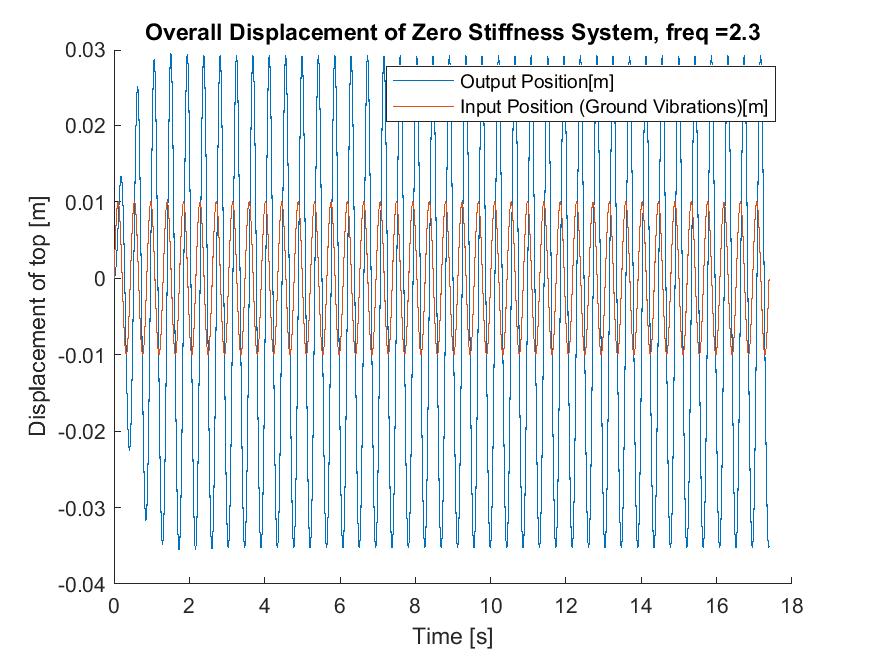 Overall Displacement of Zero Stiffness System, freq =2.3
0.03
0.02
0.01
0
-0.01
-0.02
-0.03
-0.04
Displacement of top [m]
Output Position[m]
Input Position (Ground Vibrations)[m]
0 2 4 6 8 10 12 14 16 18
Time [s]